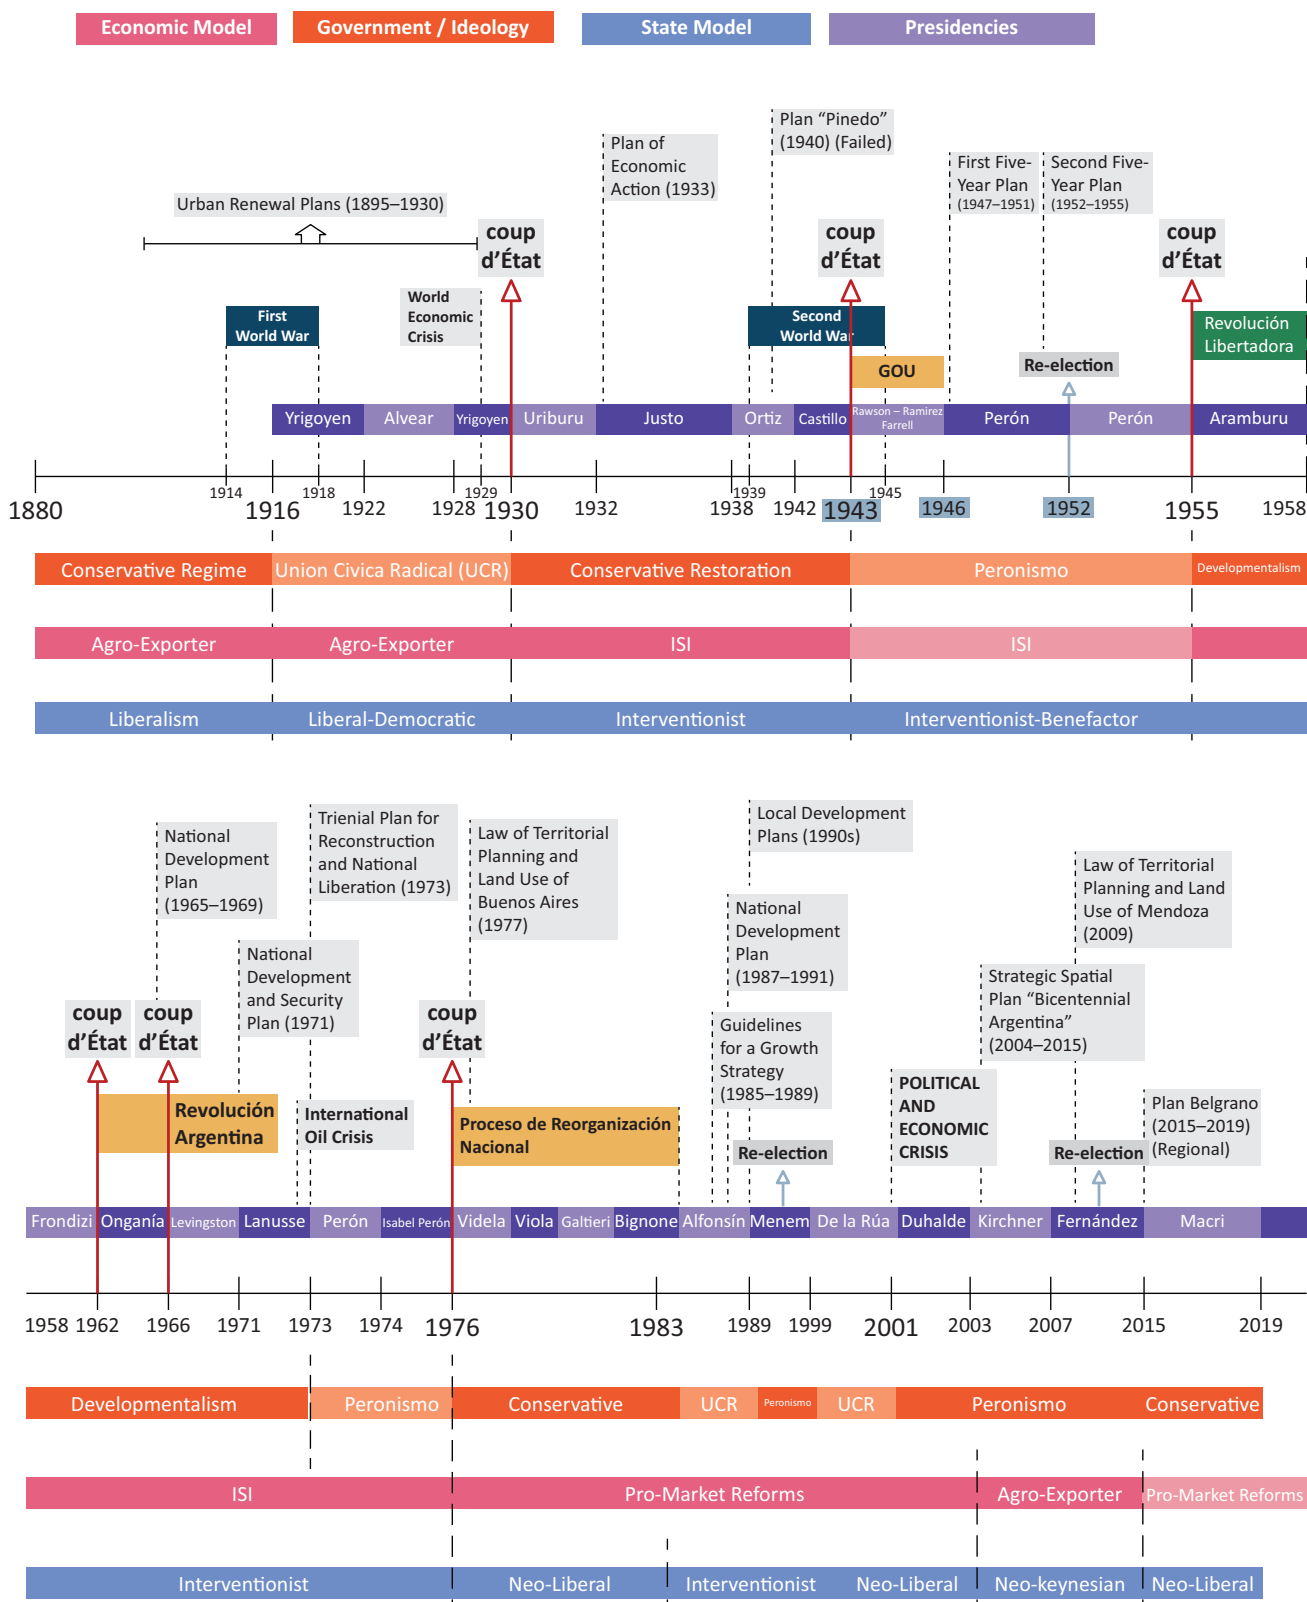 Economic Model
Government / Ideology
State Model
Presidencies
Plan "Pinedo"
(1940) (Failed)
Plan of
Economic
Action (1933)
First Five-
Year Plan
(1947–1951)
Second Five-
Year Plan
(1952–1955)
Urban Renewal Plans (1895–1930)
coup
d'État
coup
d'État
coup
d'État
World
Economic
Crisis
First
World War
Second
World War
Revolución
Libertadora
GOU
Re-election
Yrigoyen
Alvear
Yrigoyen
Uriburu
Justo
Ortiz
Castillo
Rawson – Ramirez
Farrell
Perón
Perón
Aramburu
1914
1918
1929
1939
1945
1880
1916
1922
1928
1930
1932
1938
1942
1943
1946
1952
1955
1958
Conservative Regime
Union Civica Radical (UCR)
Conservative Restoration
Peronismo
Developmentalism
Agro-Exporter
Agro-Exporter
ISI
ISI
Liberalism
Liberal-Democratic
Interventionist
Interventionist-Benefactor
National
Development
Plan
(1965–1969)
Trienial Plan for
Reconstruction
and National
Liberation (1973)
Law of Territorial
Planning and
Land Use of
Buenos Aires
(1977)
Local Development
Plans (1990s)
Law of Territorial
Planning and Land
Use of Mendoza
(2009)
National
Development
Plan
(1987–1991)
National
Development
and Security
Plan (1971)
Strategic Spatial
Plan "Bicentennial
Argentina"
(2004–2015)
coup
d'État
coup
d'État
coup
d'État
Guidelines
for a Growth
Strategy
(1985–1989)
POLITICAL
AND
ECONOMIC
CRISIS
Plan Belgrano
(2015–2019)
(Regional)
Revolución
Argentina
International
Oil Crisis
Proceso de Reorganización
Nacional
Re-election
Re-election
Frondizi
Onganía
Levingston
Lanusse
Perón
Isabel Perón
Videla
Viola
Galtieri
Bignone
Alfonsín
Menem
De la Rúa
Duhalde
Kirchner
Fernández
Macri
1958
1962
1966
1971
1973
1974
1976
1983
1989
1999
2001
2003
2007
2015
2019
Developmentalism
Peronismo
Conservative
UCR
Peronismo
UCR
Peronismo
Conservative
ISI
Pro-Market Reforms
Agro-Exporter
Pro-Market Reforms
Interventionist
Neo-Liberal
Interventionist
Neo-Liberal
Neo-keynesian
Neo-Liberal